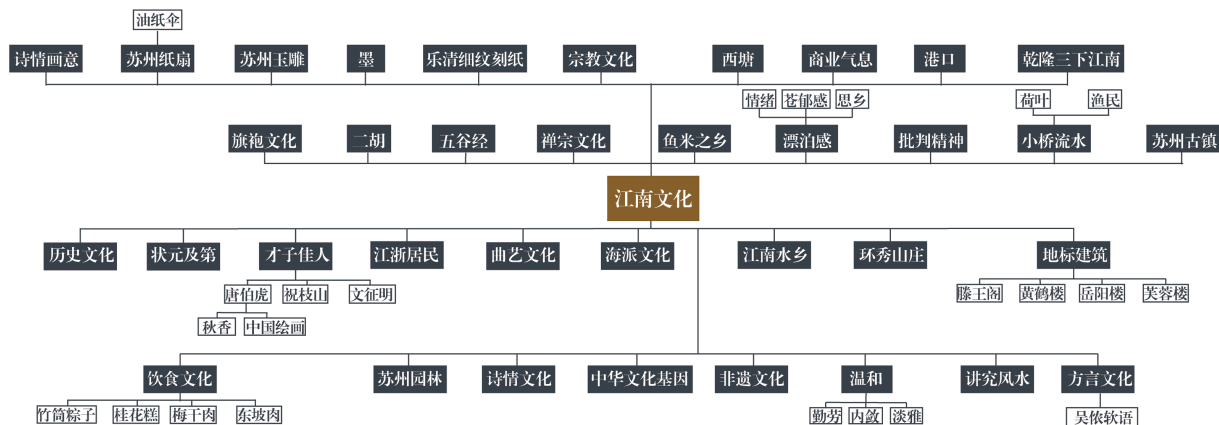 油纸伞
诗情画意 苏州纸扇 苏州玉雕 墨 乐清细纹刻纸 宗教文化 西塘 商业气息 港口 乾隆三下江南
情绪 苍郁感 思乡 荷叶 渔民
旗袍文化 二胡 五谷经 禅宗文化 鱼米之乡 漂泊感 批判精神 小桥流水 苏州古镇
江南文化
历史文化 状元及第 才子佳人 江浙居民 曲艺文化 海派文化 江南水乡 环秀山庄 地标建筑
唐伯虎 祝枝山 文征明 滕王阁 黄鹤楼 岳阳楼 芙蓉楼
秋香 中国绘画
饮食文化 苏州园林 诗情文化 中华文化基因 非遗文化 温和 讲究风水 方言文化
竹筒粽子 桂花糕 梅干肉 东坡肉 勤劳 内敛 淡雅 吴侬软语